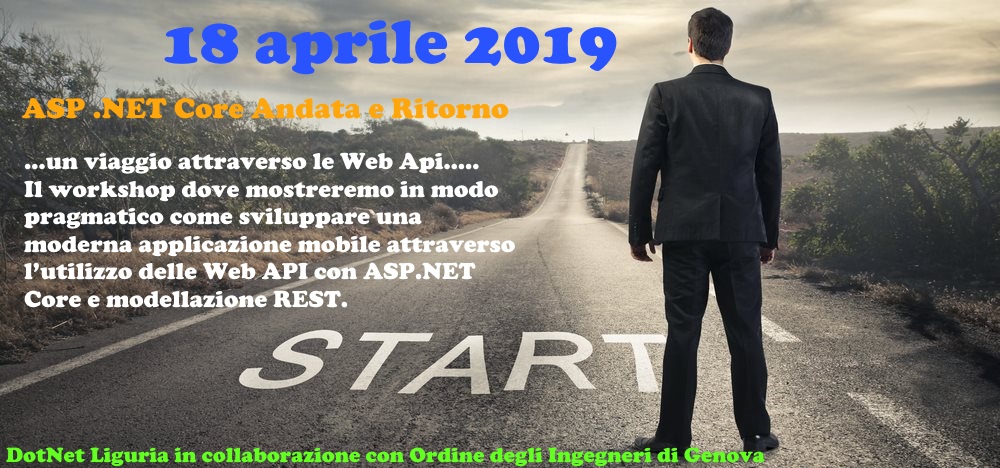 18 aprile 2019
ASP .NET Core Andata e Ritorno
...un viaggio attraverso le Web Api.....
Il workshop dove mostreremo in modo
pragmatico come sviluppare una
moderna applicazione mobile attraverso
l'utilizzo delle Web API con ASP.NET
Core e modellazione REST.
START
DotNet Liguria in collaborazione con Ordine degli Ingegneri di Genova